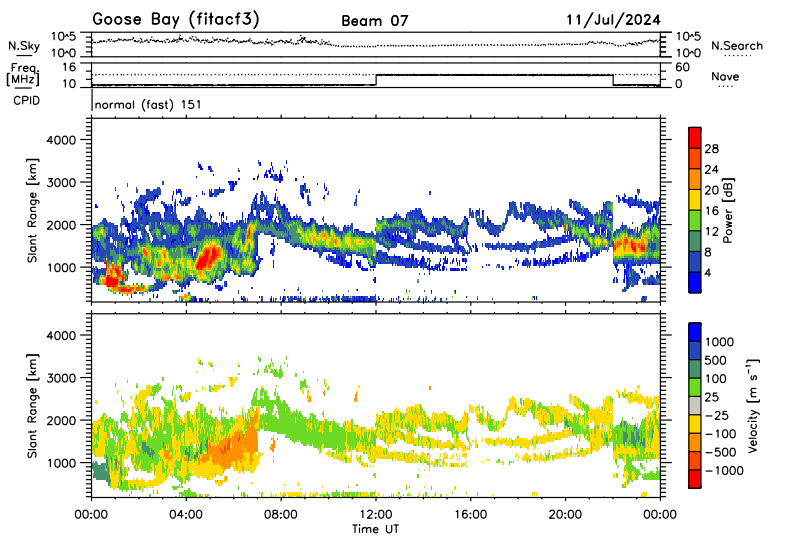 Goose Bay (fitacf3) Beam 07 11/Jul/2024
N.Sky 10^5 10^0 10^5 10^0 N.Search
Freq. [MHz] 16 10 60 0 Nave
CPID normal (fast) 151
Slant Range [km] 4000 3000 2000 1000
28 24 20 16 12 8 4 Power [dB]
Slant Range [km] 4000 3000 2000 1000
1000 500 100 25 −25 −100 −500 −1000 Velocity [m s⁻¹]
00:00 04:00 08:00 12:00 16:00 20:00 00:00
Time UT